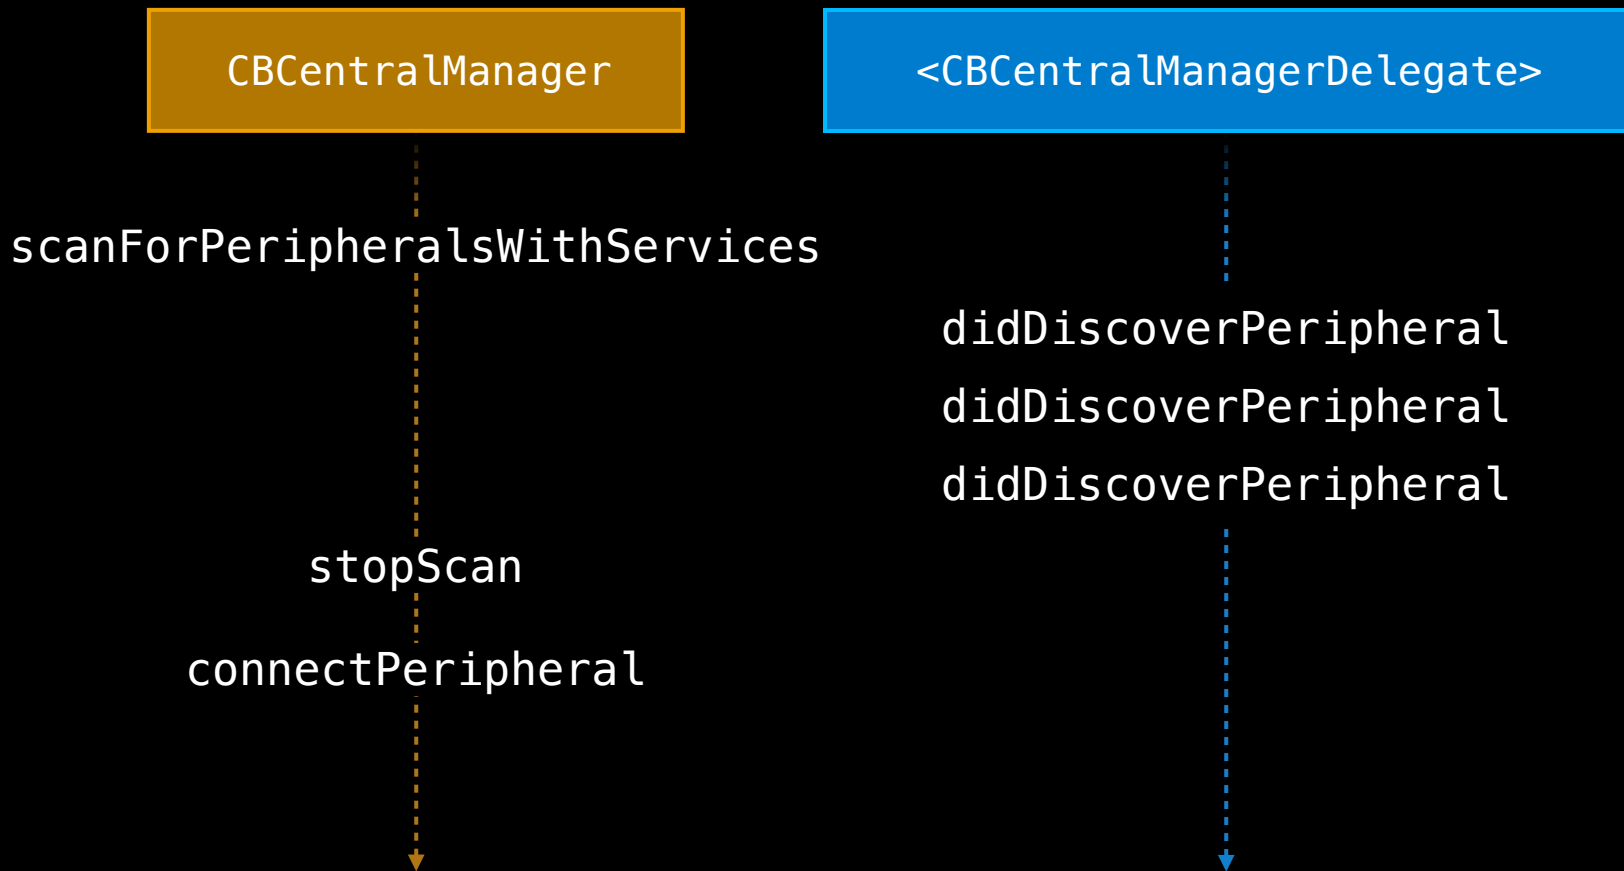 CBCentralManager
<CBCentralManagerDelegate>
scanForPeripheralsWithServices
didDiscoverPeripheral
didDiscoverPeripheral
didDiscoverPeripheral
stopScan
connectPeripheral